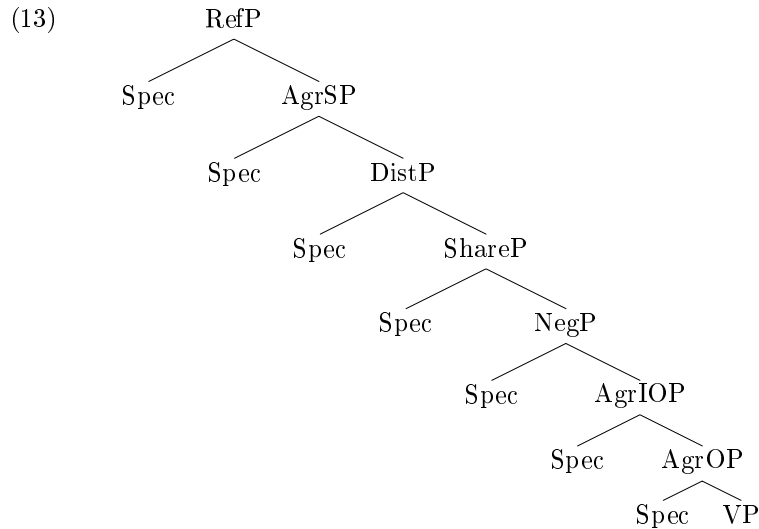 (13) RefP
Spec AgrSP
Spec DistP
Spec ShareP
Spec NegP
Spec AgrIOP
Spec AgrOP
Spec VP